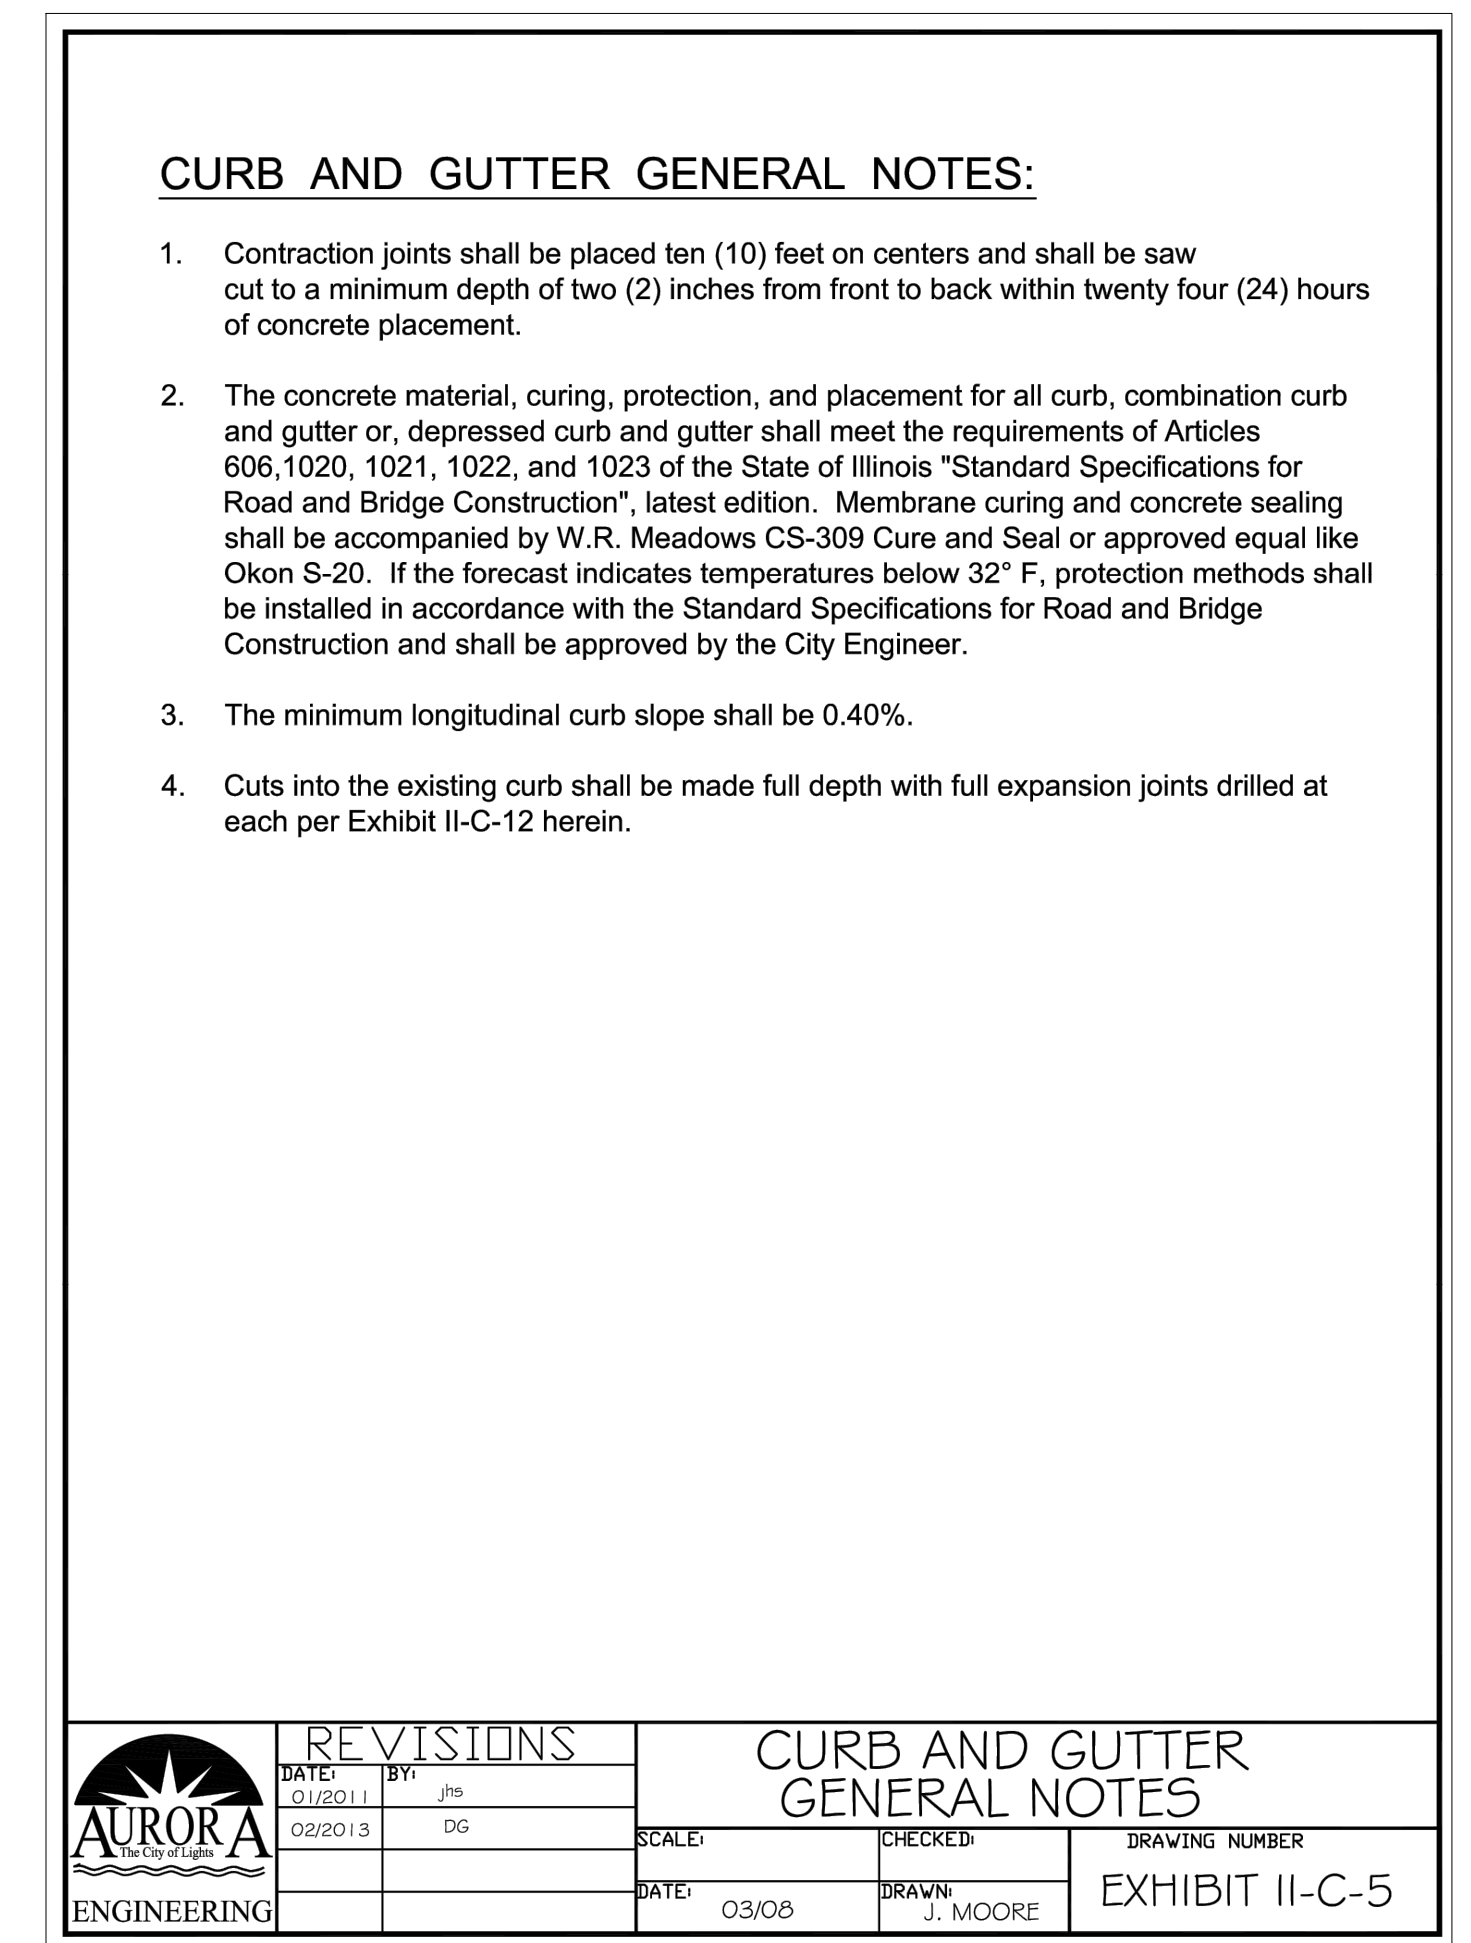 CURB AND GUTTER GENERAL NOTES:
1. Contraction joints shall be placed ten (10) feet on centers and shall be saw
cut to a minimum depth of two (2) inches from front to back within twenty four (24) hours
of concrete placement.
2. The concrete material, curing, protection, and placement for all curb, combination curb
and gutter or, depressed curb and gutter shall meet the requirements of Articles
606,1020, 1021, 1022, and 1023 of the State of Illinois "Standard Specifications for
Road and Bridge Construction", latest edition. Membrane curing and concrete sealing
shall be accompanied by W.R. Meadows CS-309 Cure and Seal or approved equal like
Okon S-20. If the forecast indicates temperatures below 32° F, protection methods shall
be installed in accordance with the Standard Specifications for Road and Bridge
Construction and shall be approved by the City Engineer.
3. The minimum longitudinal curb slope shall be 0.40%.
4. Cuts into the existing curb shall be made full depth with full expansion joints drilled at
each per Exhibit II-C-12 herein.
AURORA
The City of Lights
ENGINEERING
REVISIONS
DATE: BY:
01/2011 jhs
02/2013 DG
CURB AND GUTTER
GENERAL NOTES
SCALE:
CHECKED:
DATE:
03/08
DRAWN:
J. MOORE
DRAWING NUMBER
EXHIBIT II-C-5